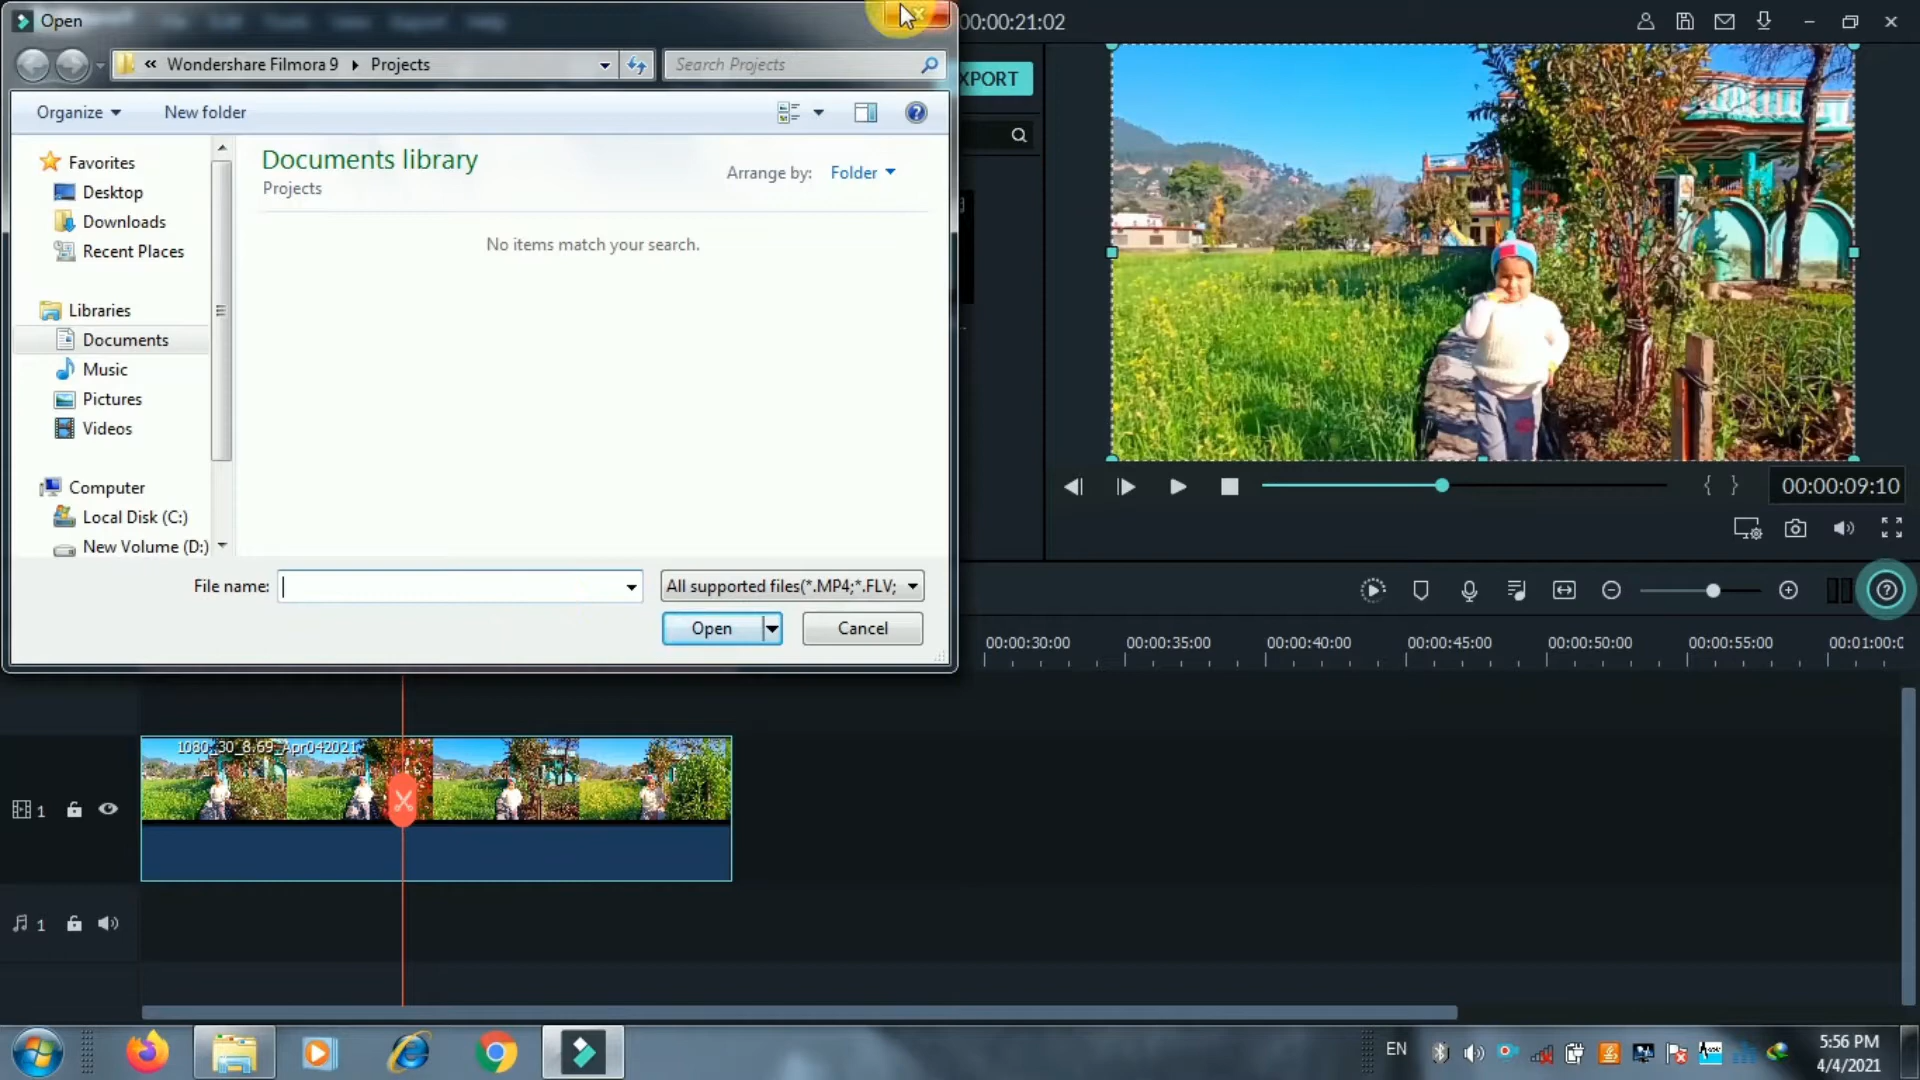 Open
00:00:21:02
« Wondershare Filmora 9 Projects
Search Projects
XPORT
Organize
New folder
Favorites
Desktop
Downloads
Recent Places
Libraries
Documents
Music
Pictures
Videos
Computer
Local Disk (C:)
New Volume (D:)
Documents library
Projects
Arrange by: Folder
No items match your search.
File name:
All supported files(*.MP4;*.FLV;
Open
Cancel
{ } 00:00:09:10
00:00:30:00 00:00:35:00 00:00:40:00 00:00:45:00 00:00:50:00 00:00:55:00 00:01:00:0
1080_30_8.69_Apr042021
1
1
EN
5:56 PM
4/4/2021